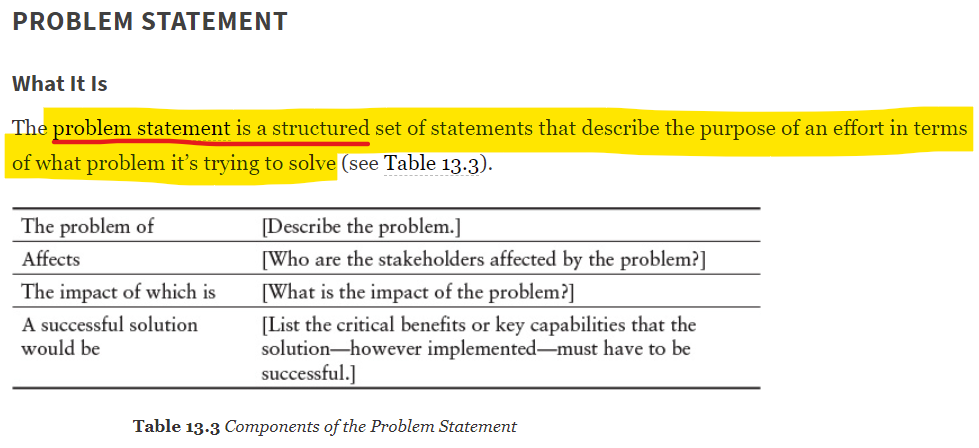 PROBLEM STATEMENT
What It Is
The problem statement is a structured set of statements that describe the purpose of an effort in terms
of what problem it’s trying to solve (see Table 13.3).
The problem of [Describe the problem.]
Affects [Who are the stakeholders affected by the problem?]
The impact of which is [What is the impact of the problem?]
A successful solution [List the critical benefits or key capabilities that the
would be solution—however implemented—must have to be
successful.]
Table 13.3 Components of the Problem Statement